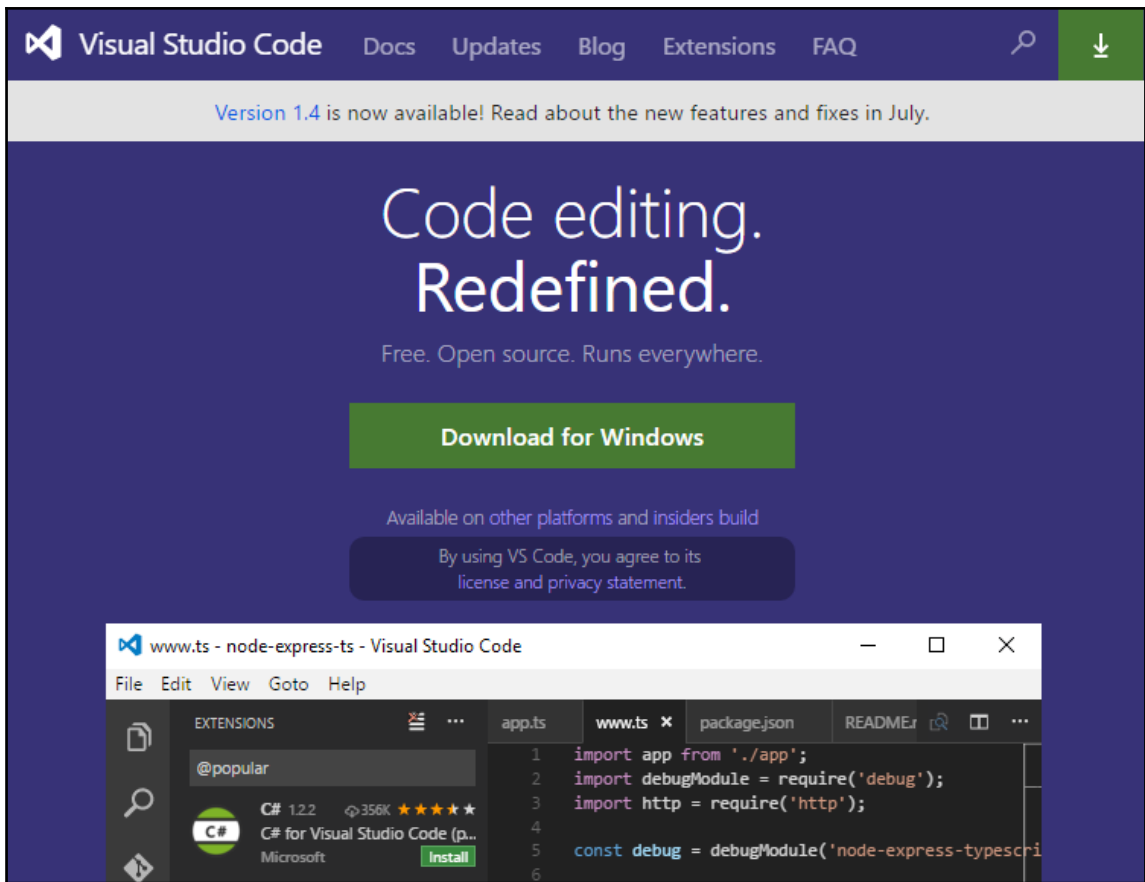 Visual Studio Code Docs Updates Blog Extensions FAQ
Version 1.4 is now available! Read about the new features and fixes in July.
Code editing.
Redefined.
Free. Open source. Runs everywhere.
Download for Windows
Available on other platforms and insiders build
By using VS Code, you agree to its
license and privacy statement.
www.ts - node-express-ts - Visual Studio Code
File Edit View Goto Help
EXTENSIONS
@popular
C# 1.2.2 356K
C# C# for Visual Studio Code (p...
Microsoft Install
app.ts www.ts × package.json README.r
1 import app from './app';
2 import debugModule = require('debug');
3 import http = require('http');
4
5 const debug = debugModule('node-express-typescri
6